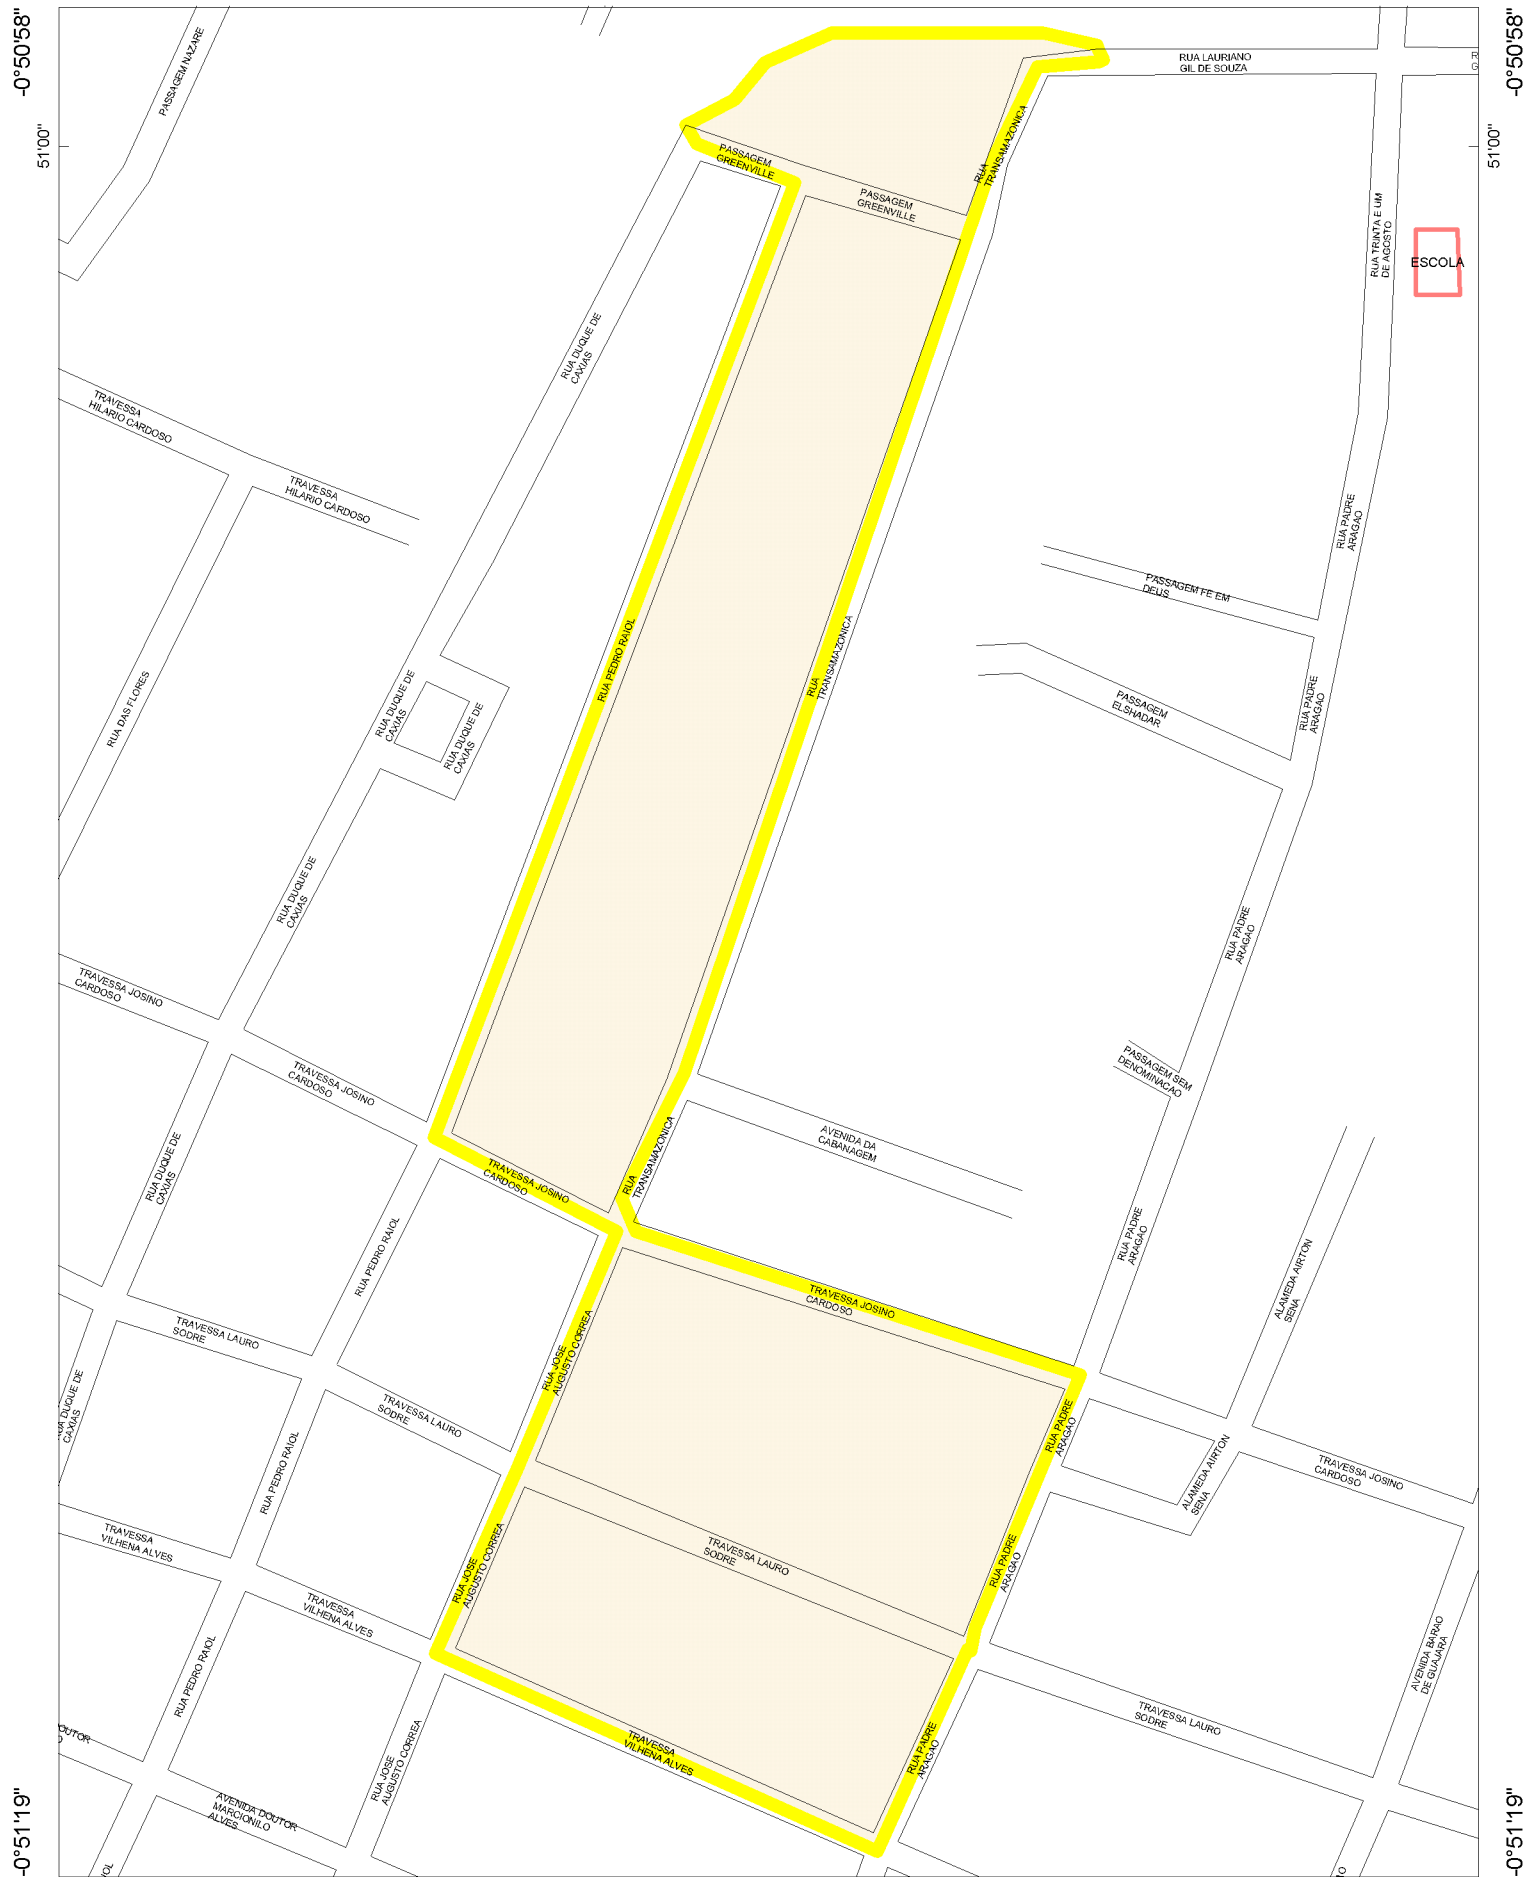 -0°50'58"
-0°50'58"
51'00"
51'00"
PASSAGEM NAZARE
RUA LAURIANO
GIL DE SOUZA
R
G
PASSAGEM
GREENVILLE
PASSAGEM
GREENVILLE
RUA
TRANSAMAZONICA
RUA TRINTA E UM
DE AGOSTO
ESCOLA
RUA DUQUE DE
CAXIAS
TRAVESSA
HILARIO CARDOSO
TRAVESSA
HILARIO CARDOSO
RUA PADRE
ARAGAO
PASSAGEM FE EM
DEUS
RUA PEDRO RAIOL
RUA
TRANSAMAZONICA
RUA DAS FLORES
RUA DUQUE DE
CAXIAS
RUA DUQUE DE
CAXIAS
PASSAGEM
ELSHADAR
RUA PADRE
ARAGAO
RUA DUQUE DE
CAXIAS
RUA PADRE
ARAGAO
TRAVESSA JOSINO
CARDOSO
TRAVESSA JOSINO
CARDOSO
PASSAGEM SEM
DENOMINACAO
AVENIDA DA
CABANAGEM
RUA DUQUE DE
CAXIAS
TRAVESSA JOSINO
CARDOSO
RUA
TRANSAMAZONICA
RUA PEDRO RAIOL
RUA PADRE
ARAGAO
ALAMEDA AIRTON
SENA
TRAVESSA JOSINO
CARDOSO
TRAVESSA LAURO
SODRE
RUA JOSE
AUGUSTO CORREA
RUA DUQUE DE
CAXIAS
TRAVESSA LAURO
SODRE
RUA PADRE
ARAGAO
RUA PEDRO RAIOL
ALAMEDA AIRTON
SENA
TRAVESSA JOSINO
CARDOSO
TRAVESSA
VILHENA ALVES
TRAVESSA LAURO
SODRE
RUA JOSE
AUGUSTO CORREA
RUA PADRE
ARAGAO
TRAVESSA
VILHENA ALVES
RUA PEDRO RAIOL
AVENIDA BARAO
DE GUAJARA
TRAVESSA LAURO
SODRE
OUTOR
O
TRAVESSA
VILHENA ALVES
RUA PADRE
ARAGAO
RUA JOSE
AUGUSTO CORREA
AVENIDA DOUTOR
MARCIONILO
ALVES
OL
-0°51'19"
-0°51'19"